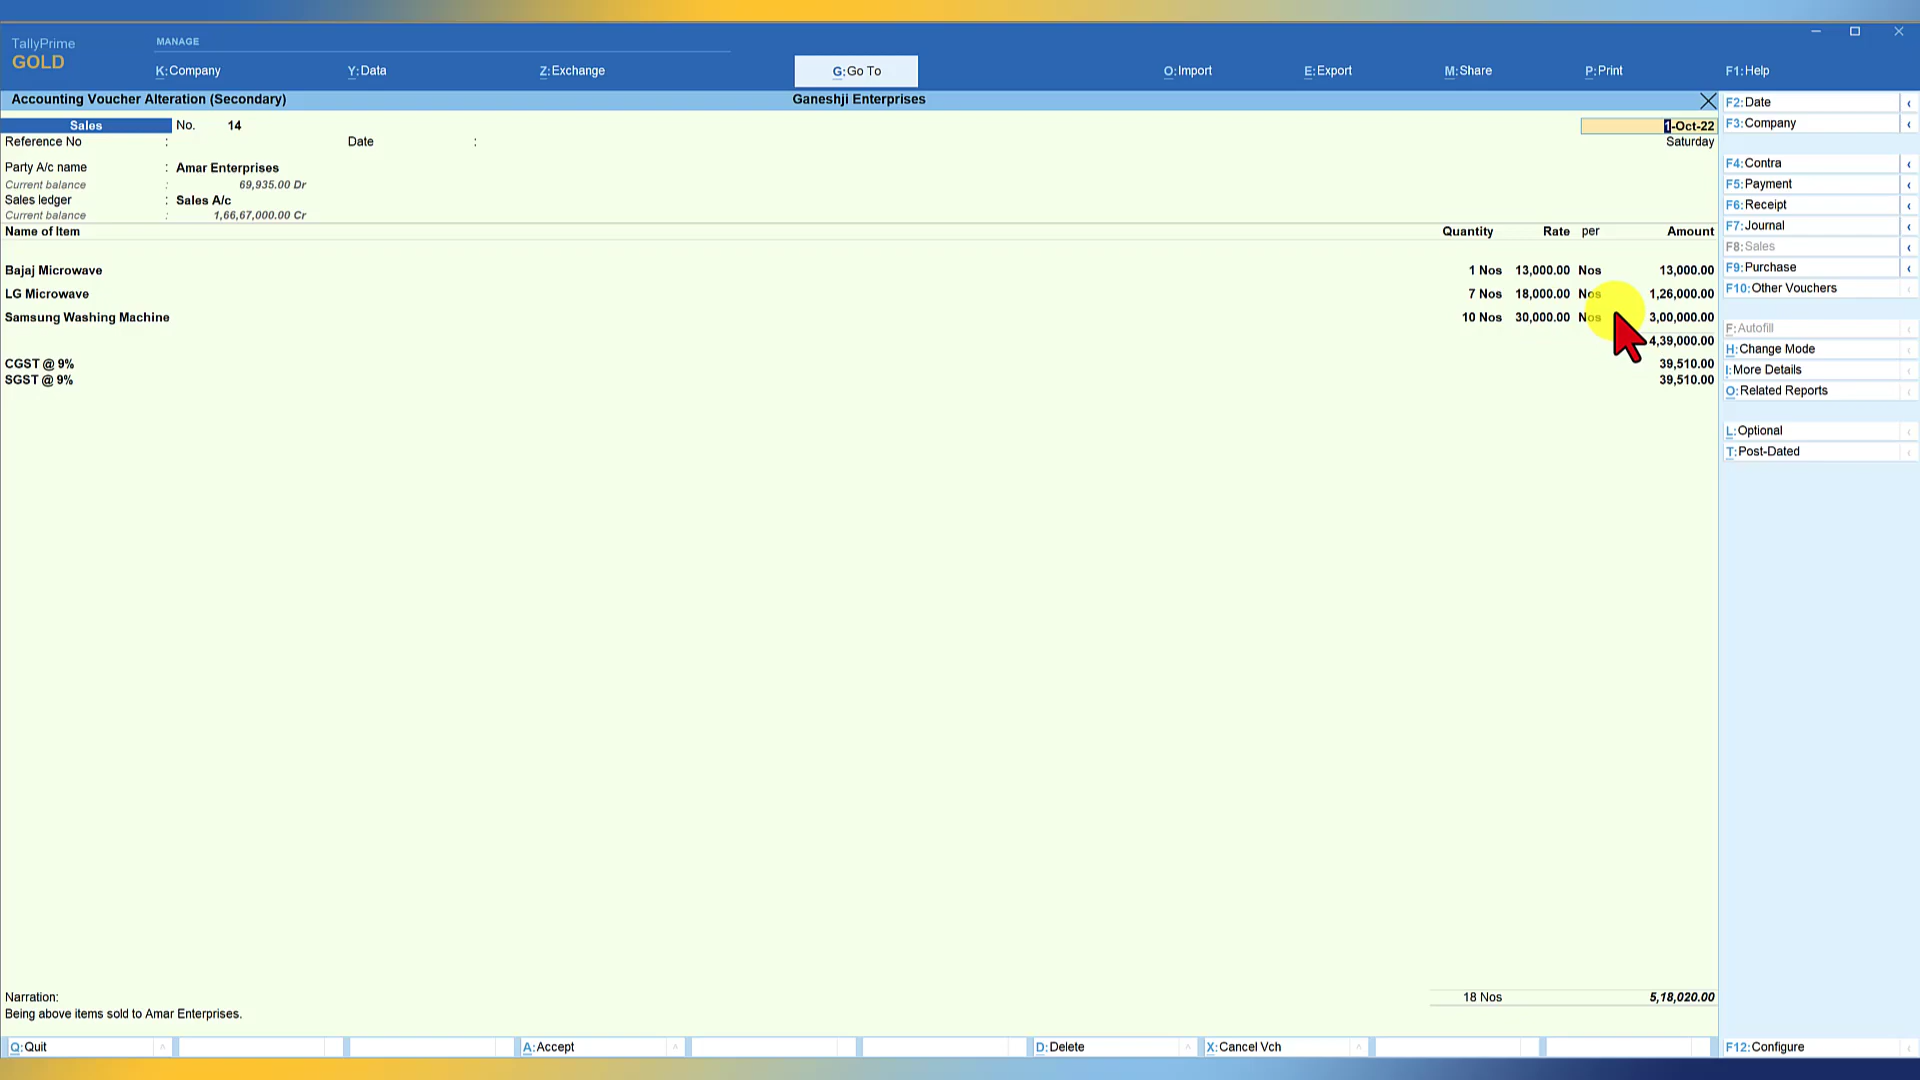 TallyPrime
GOLD
MANAGE
K:Company Y:Data Z:Exchange G:Go To O:Import E:Export M:Share P:Print F1:Help
Accounting Voucher Alteration (Secondary) Ganeshji Enterprises
Sales No. 14 1-Oct-22
Reference No : Date : Saturday
Party A/c name : Amar Enterprises
Current balance : 69,935.00 Dr
Sales ledger : Sales A/c
Current balance : 1,66,67,000.00 Cr
Name of Item Quantity Rate per Amount
Bajaj Microwave 1 Nos 13,000.00 Nos 13,000.00
LG Microwave 7 Nos 18,000.00 Nos 1,26,000.00
Samsung Washing Machine 10 Nos 30,000.00 Nos 3,00,000.00
4,39,000.00
CGST @ 9% 39,510.00
SGST @ 9% 39,510.00
Narration: 18 Nos 5,18,020.00
Being above items sold to Amar Enterprises.
Q:Quit A:Accept D:Delete X:Cancel Vch
F2:Date
F3:Company
F4:Contra
F5:Payment
F6:Receipt
F7:Journal
F8:Sales
F9:Purchase
F10:Other Vouchers
F:Autofill
H:Change Mode
I:More Details
O:Related Reports
L:Optional
T:Post-Dated
F12:Configure